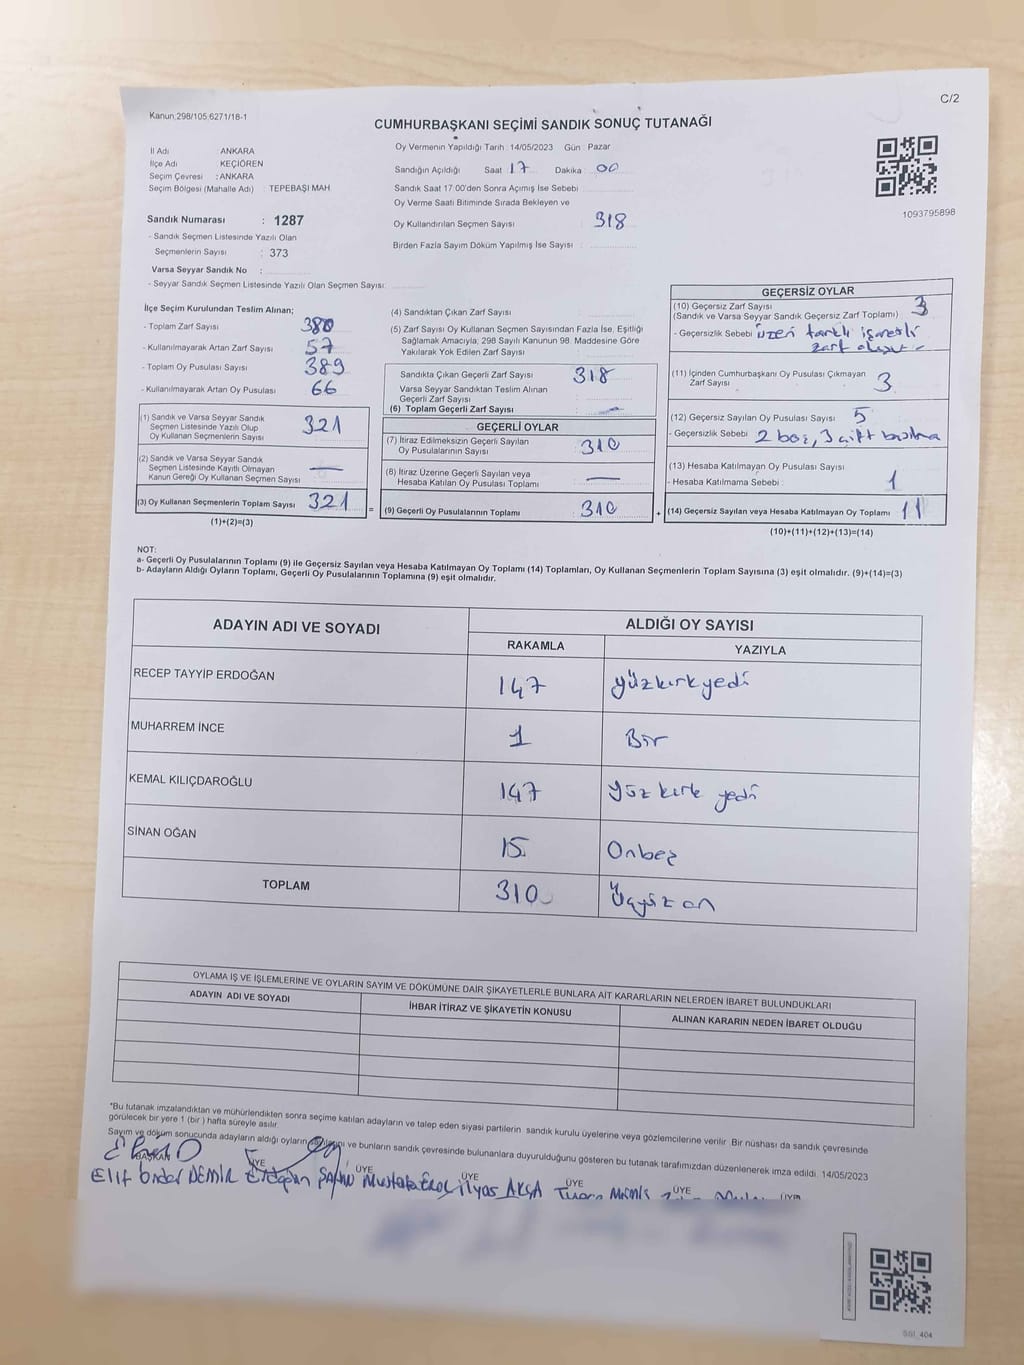 C/2
Kanun:298/105 6271/18-1
CUMHURBAŞKANI SEÇİMİ SANDIK SONUÇ TUTANAĞI
İl Adı : ANKARA
İlçe Adı : KEÇİÖREN
Seçim Çevresi : ANKARA
Seçim Bölgesi (Mahalle Adı) : TEPEBAŞI MAH
Sandık Numarası : 1287
- Sandık Seçmen Listesinde Yazılı Olan
Seçmenlerin Sayısı : 373
Varsa Seyyar Sandık No :
- Seyyar Sandık Seçmen Listesinde Yazılı Olan Seçmen Sayısı:
Oy Vermenin Yapıldığı Tarih : 14/05/2023 Gün : Pazar
Sandığın Açıldığı Saat 17 Dakika 00
Sandık Saat 17 00'den Sonra Açımış İse Sebebi
Oy Verme Saati Bitiminde Sırada Bekleyen ve
Oy Kullandırılan Seçmen Sayısı : 318
Birden Fazla Sayım Döküm Yapılmış İse Sayısı :
1093795898
İlçe Seçim Kurulundan Teslim Alınan;
- Toplam Zarf Sayısı 380
- Kullanılmayarak Artan Zarf Sayısı : 57
- Toplam Oy Pusulası Sayısı : 389
- Kullanılmayarak Artan Oy Pusulası : 66
(1) Sandık ve Varsa Seyyar Sandık
Seçmen Listesinde Yazılı Olup
Oy Kullanan Seçmenlerin Sayısı : 321
(2) Sandık ve Varsa Seyyar Sandık
Seçmen Listesinde Kayıtlı Olmayan
Kanun Gereği Oy Kullanan Seçmen Sayısı : —
(3) Oy Kullanan Seçmenlerin Toplam Sayısı 321
(1)+(2)=(3)
(4) Sandıktan Çıkan Zarf Sayısı :
(5) Zarf Sayısı Oy Kullanan Seçmen Sayısından Fazla İse, Eşitliği
Sağlamak Amacıyla; 298 Sayılı Kanunun 98. Maddesine Göre
Yakılarak Yok Edilen Zarf Sayısı
Sandıkta Çıkan Geçerli Zarf Sayısı : 318
Varsa Seyyar Sandıktan Teslim Alınan
Geçerli Zarf Sayısı
(6) Toplam Geçerli Zarf Sayısı : —
GEÇERLİ OYLAR
(7) İtiraz Edilmeksizin Geçerli Sayılan
Oy Pusulalarının Sayısı : 310
(8) İtiraz Üzerine Geçerli Sayılan veya
Hesaba Katılan Oy Pusulası Toplamı : —
(9) Geçerli Oy Pusulalarının Toplamı : 310
GEÇERSİZ OYLAR
(10) Geçersiz Zarf Sayısı 3
(Sandık ve Varsa Seyyar Sandık Geçersiz Zarf Toplamı)
- Geçersizlik Sebebi : üzeri farklı işaretli
zarf
(11) İçinden Cumhurbaşkanı Oy Pusulası Çıkmayan
Zarf Sayısı : 3
(12) Geçersiz Sayılan Oy Pusulası Sayısı : 5
- Geçersizlik Sebebi : 2 boş, 3 çift basılma
(13) Hesaba Katılmayan Oy Pusulası Sayısı
- Hesaba Katılmama Sebebi : 1
(14) Geçersiz Sayılan veya Hesaba Katılmayan Oy Toplamı : 11
(10)+(11)+(12)+(13)=(14)
NOT:
a- Geçerli Oy Pusulalarının Toplamı (9) ile Geçersiz Sayılan veya Hesaba Katılmayan Oy Toplamı (14) Toplamları, Oy Kullanan Seçmenlerin Toplam Sayısına (3) eşit olmalıdır. (9)+(14)=(3)
b- Adayların Aldığı Oyların Toplamı, Geçerli Oy Pusulalarının Toplamına (9) eşit olmalıdır.
ADAYIN ADI VE SOYADI
ALDIĞI OY SAYISI
RAKAMLA YAZIYLA
RECEP TAYYİP ERDOĞAN 147 yüzkırkyedi
MUHARREM İNCE 1 Bir
KEMAL KILIÇDAROĞLU 147 yüz kırk yedi
SİNAN OĞAN 15 Onbeş
TOPLAM 310 Üçyüz on
OYLAMA İŞ VE İŞLEMLERİNE VE OYLARIN SAYIM VE DÖKÜMÜNE DAİR ŞİKAYETLERLE BUNLARA AİT KARARLARIN NELERDEN İBARET BULUNDUKLARI
ADAYIN ADI VE SOYADI
İHBAR İTİRAZ VE ŞİKAYETİN KONUSU
ALINAN KARARIN NEDEN İBARET OLDUĞU
*Bu tutanak imzalandıktan ve mühürlendikten sonra seçime katılan adayların ve talep eden siyasi partilerin sandık kurulu üyelerine veya gözlemcilerine verilir. Bir nüshası da sandık çevresinde
görülecek bir yere 1 (bir) hafta süreyle asılır.
Sayım ve döküm sonucunda adayların aldığı oyların ve bunların sandık çevresinde bulunanlara duyurulduğunu gösteren bu tutanak tarafımızdan düzenlenerek imza edildi. 14/05/2023
BAŞKAN ÜYE ÜYE ÜYE ÜYE ÜYE ÜYE
Elif Önder DEMİR Erdoğan Mustafa İlyas AKÇA
SSI_404